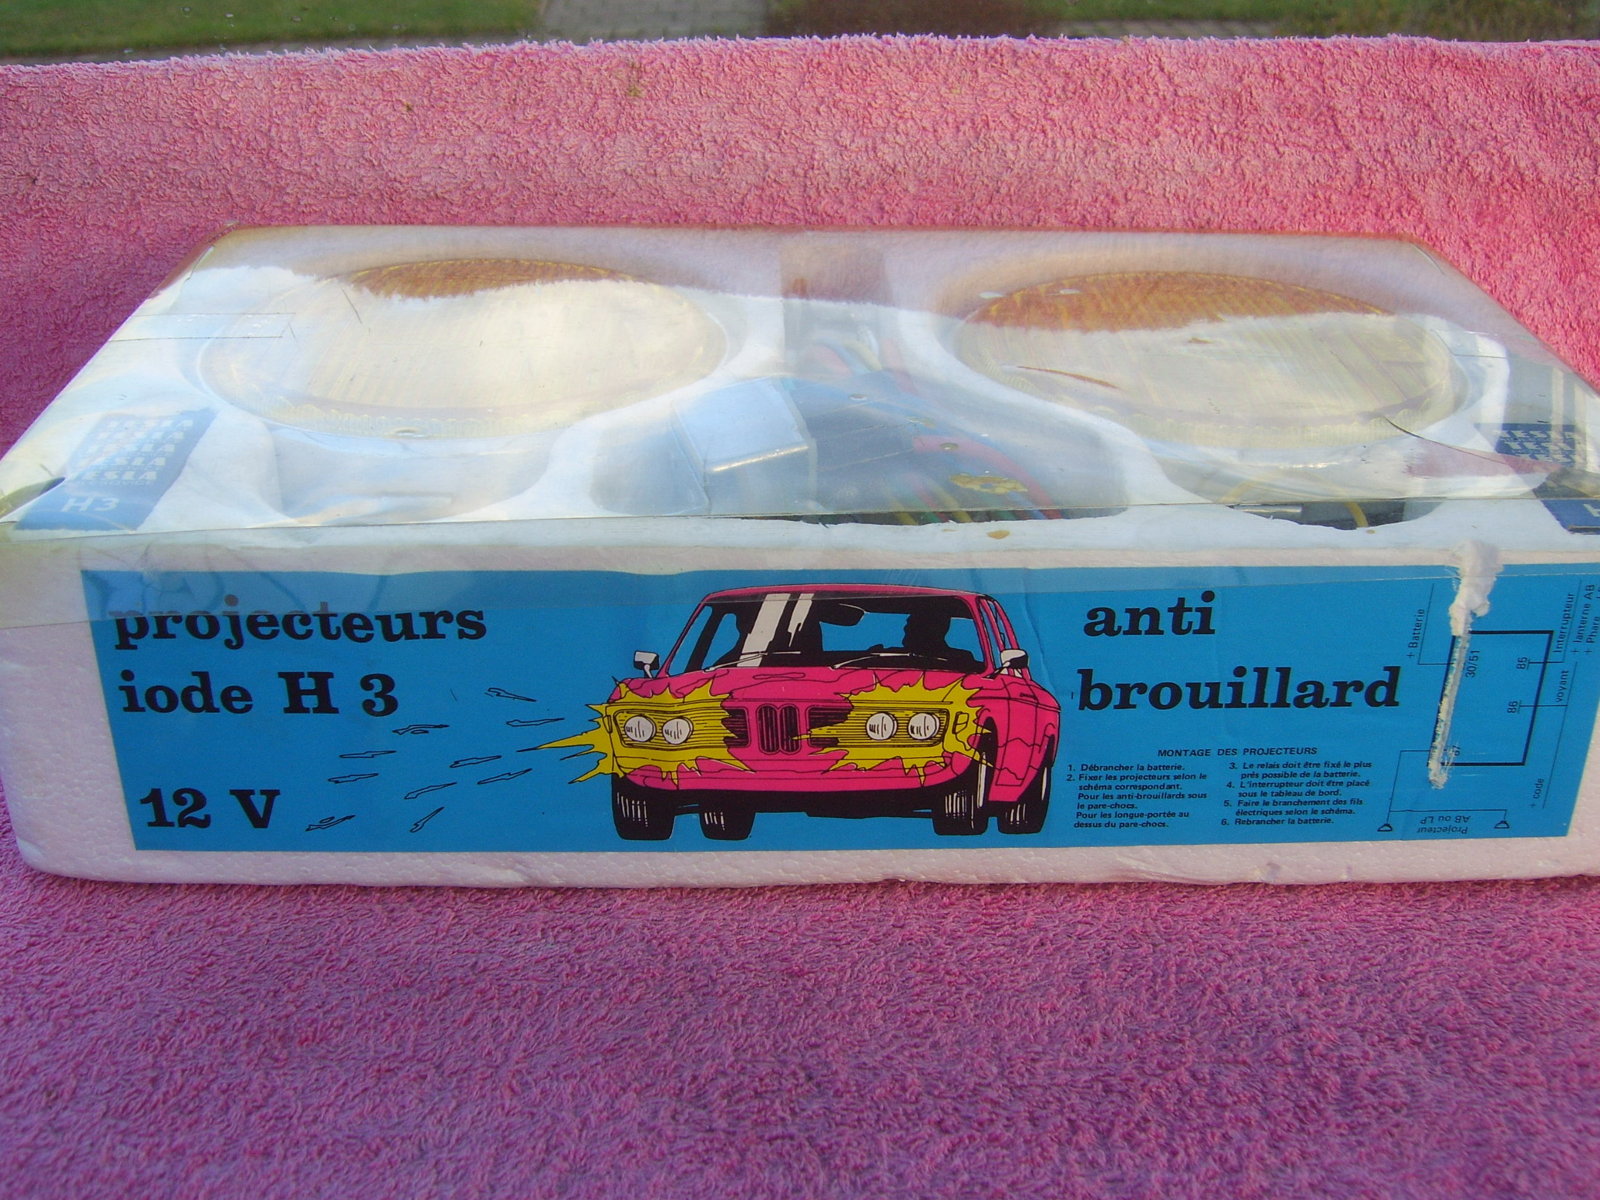 H3
projecteurs
iode H 3
12 V
anti
brouillard
MONTAGE DES PROJECTEURS
1. Débrancher la batterie.
2. Fixer les projecteurs selon le
schéma correspondant.
Pour les anti-brouillards sous
le pare-chocs.
Pour les longue-portée au
dessus du pare-chocs.
3. Le relais doit être fixé le plus
près possible de la batterie.
4. L'interrupteur doit être placé
sous le tableau de bord.
5. Faire le branchement des fils
électriques selon le schéma.
6. Rebrancher la batterie.
+ Batterie
30/51
85
86
87
Interrupteur
+ lanterne AB
+ Phare
voyant
+ code
Projecteur
AB ou LP